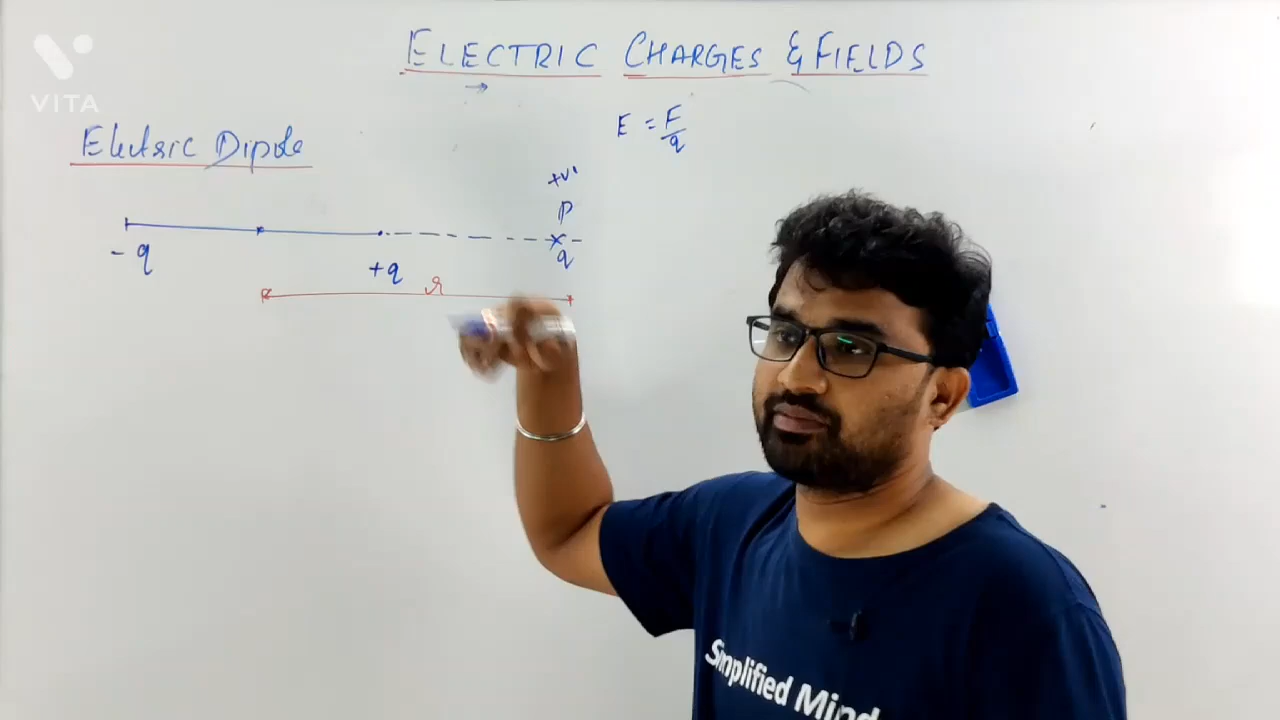 VITA
ELECTRIC CHARGES & FIELDS
→
E = F/q
Electric Dipole
+ve
P
- q
+q
q
r
Simplified Mind